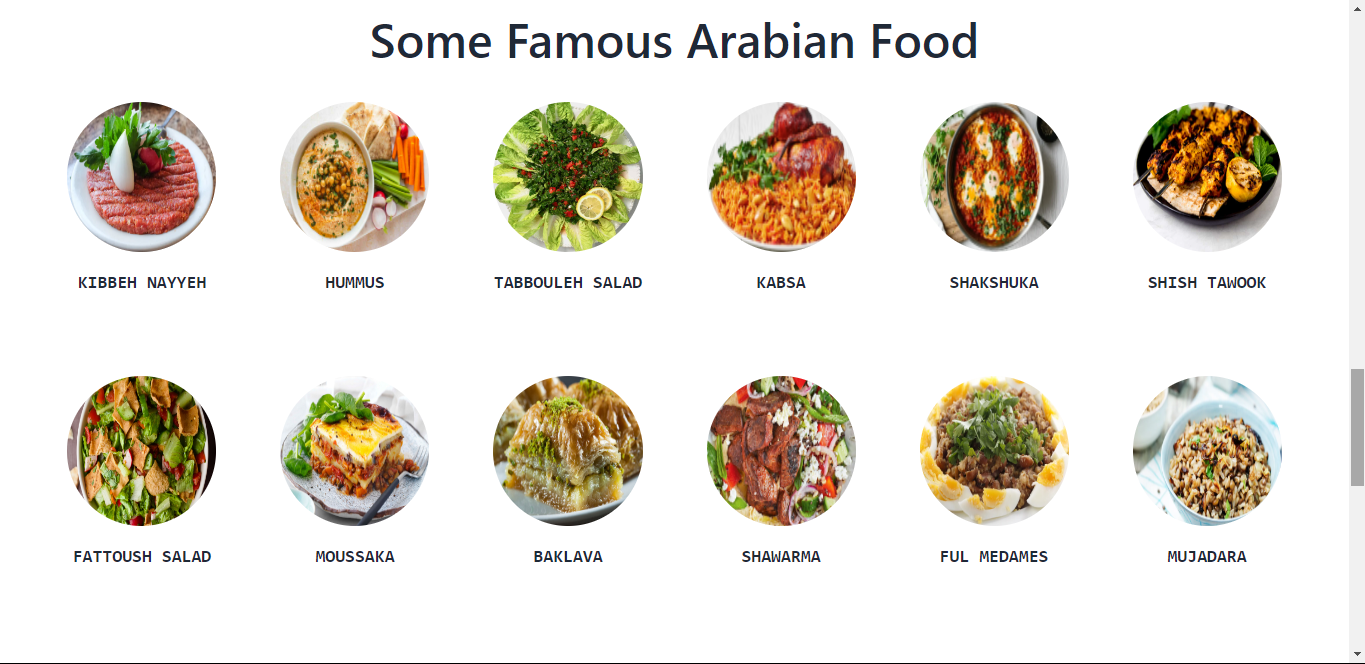 Some Famous Arabian Food
KIBBEH NAYYEH
HUMMUS
TABBOULEH SALAD
KABSA
SHAKSHUKA
SHISH TAWOOK
FATTOUSH SALAD
MOUSSAKA
BAKLAVA
SHAWARMA
FUL MEDAMES
MUJADARA